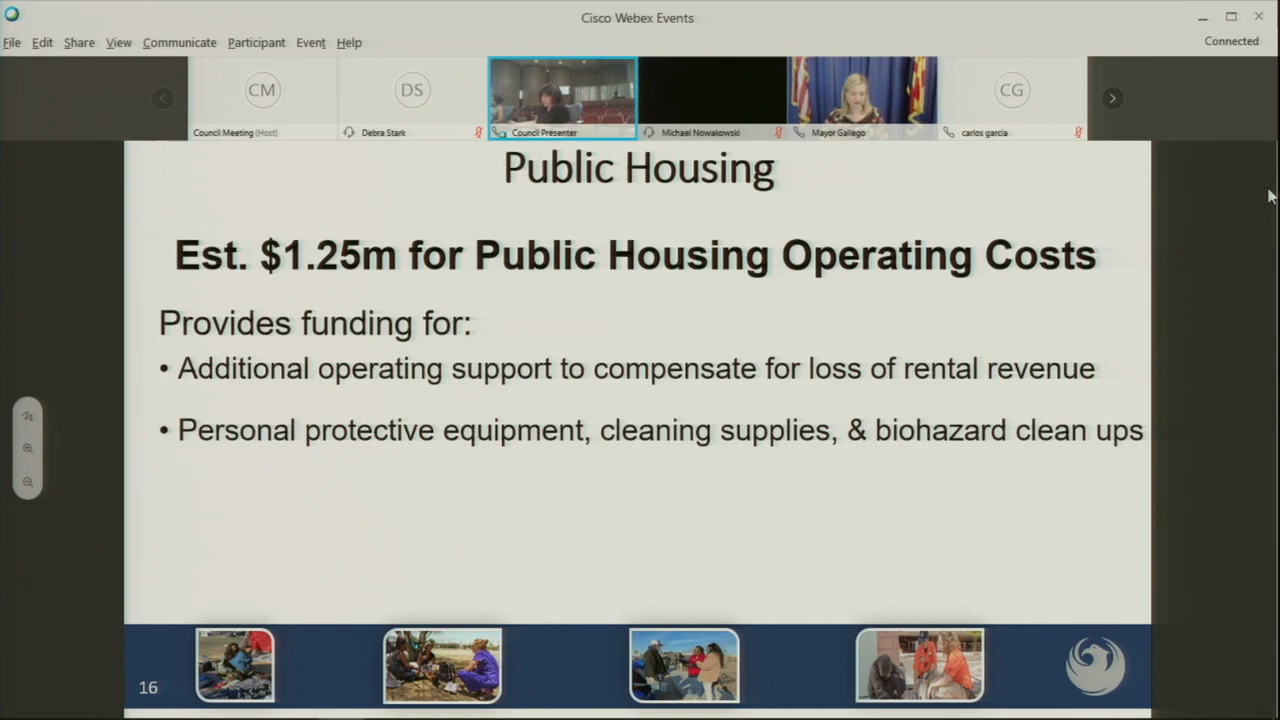 Cisco Webex Events
File Edit Share View Communicate Participant Event Help
Connected
CM
DS
CG
Council Meeting (Host)
Debra Stark
Council Presenter
Michael Nowakowski
Mayor Gallego
carlos garcia
Public Housing
Est. $1.25m for Public Housing Operating Costs
Provides funding for:
• Additional operating support to compensate for loss of rental revenue
• Personal protective equipment, cleaning supplies, & biohazard clean ups
16